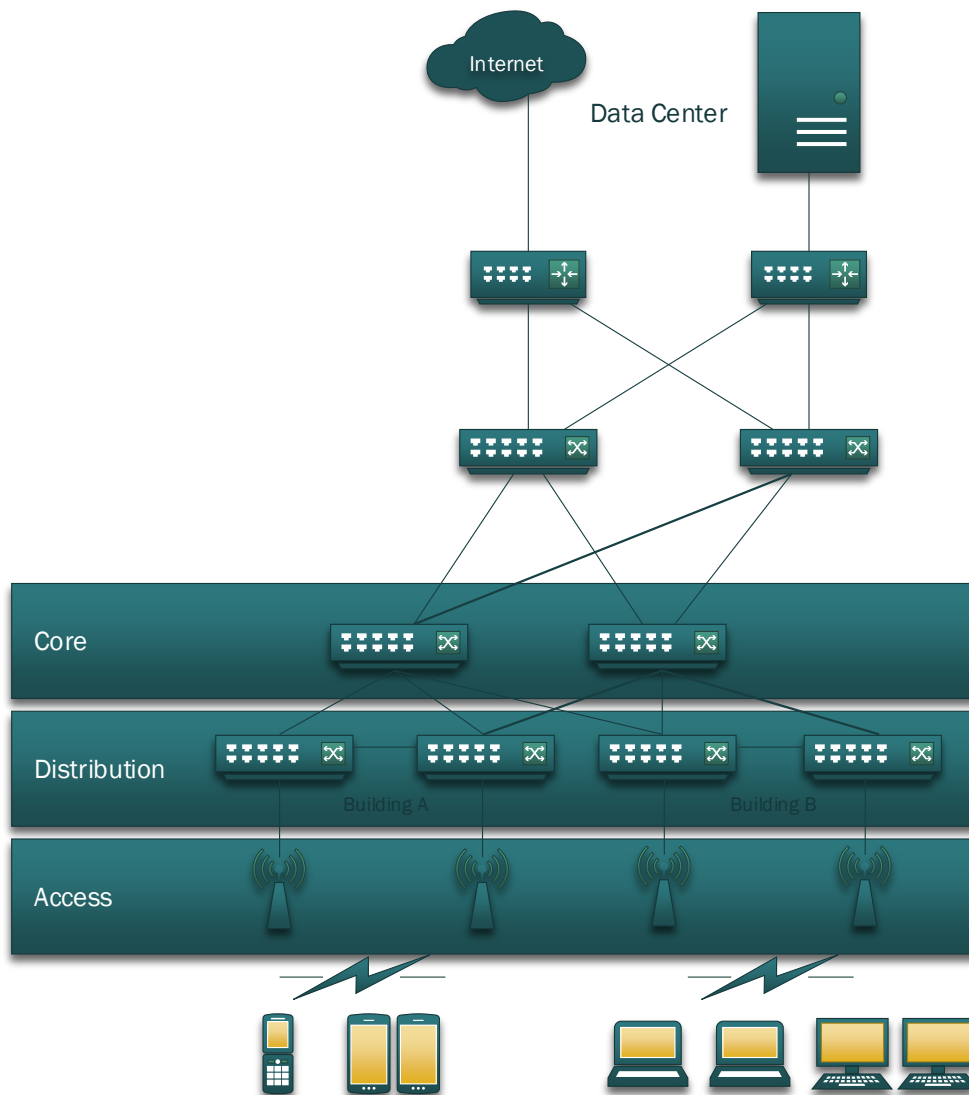 Internet
Data Center
Core
Distribution
Building A
Building B
Access